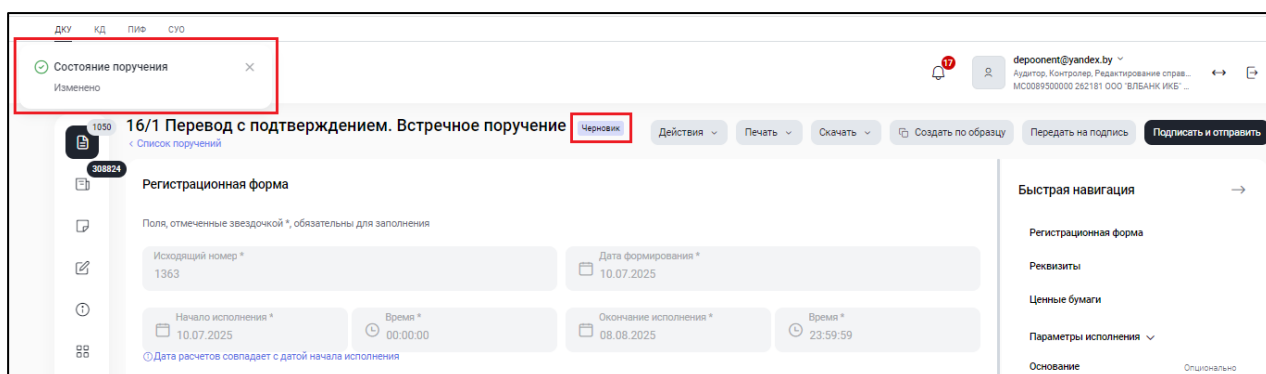 ДКУ КД ПИФ СУО
Состояние поручения
Изменено
17
depoonent@yandex.by
Аудитор, Контролер, Редактирование справ...
МС0089500000 262181 ООО "ВЛБАНК ИКБ" ...
1050
16/1 Перевод с подтверждением. Встречное поручение Черновик Действия Печать Скачать Создать по образцу Передать на подпись Подписать и отправить
< Список поручений
308824
Регистрационная форма
Поля, отмеченные звездочкой *, обязательны для заполнения
Исходящий номер * Дата формирования *
1363 10.07.2025
Начало исполнения * Время * Окончание исполнения * Время *
10.07.2025 00:00:00 08.08.2025 23:59:59
Дата расчетов совпадает с датой начала исполнения
Быстрая навигация
Регистрационная форма
Реквизиты
Ценные бумаги
Параметры исполнения
Основание Опционально